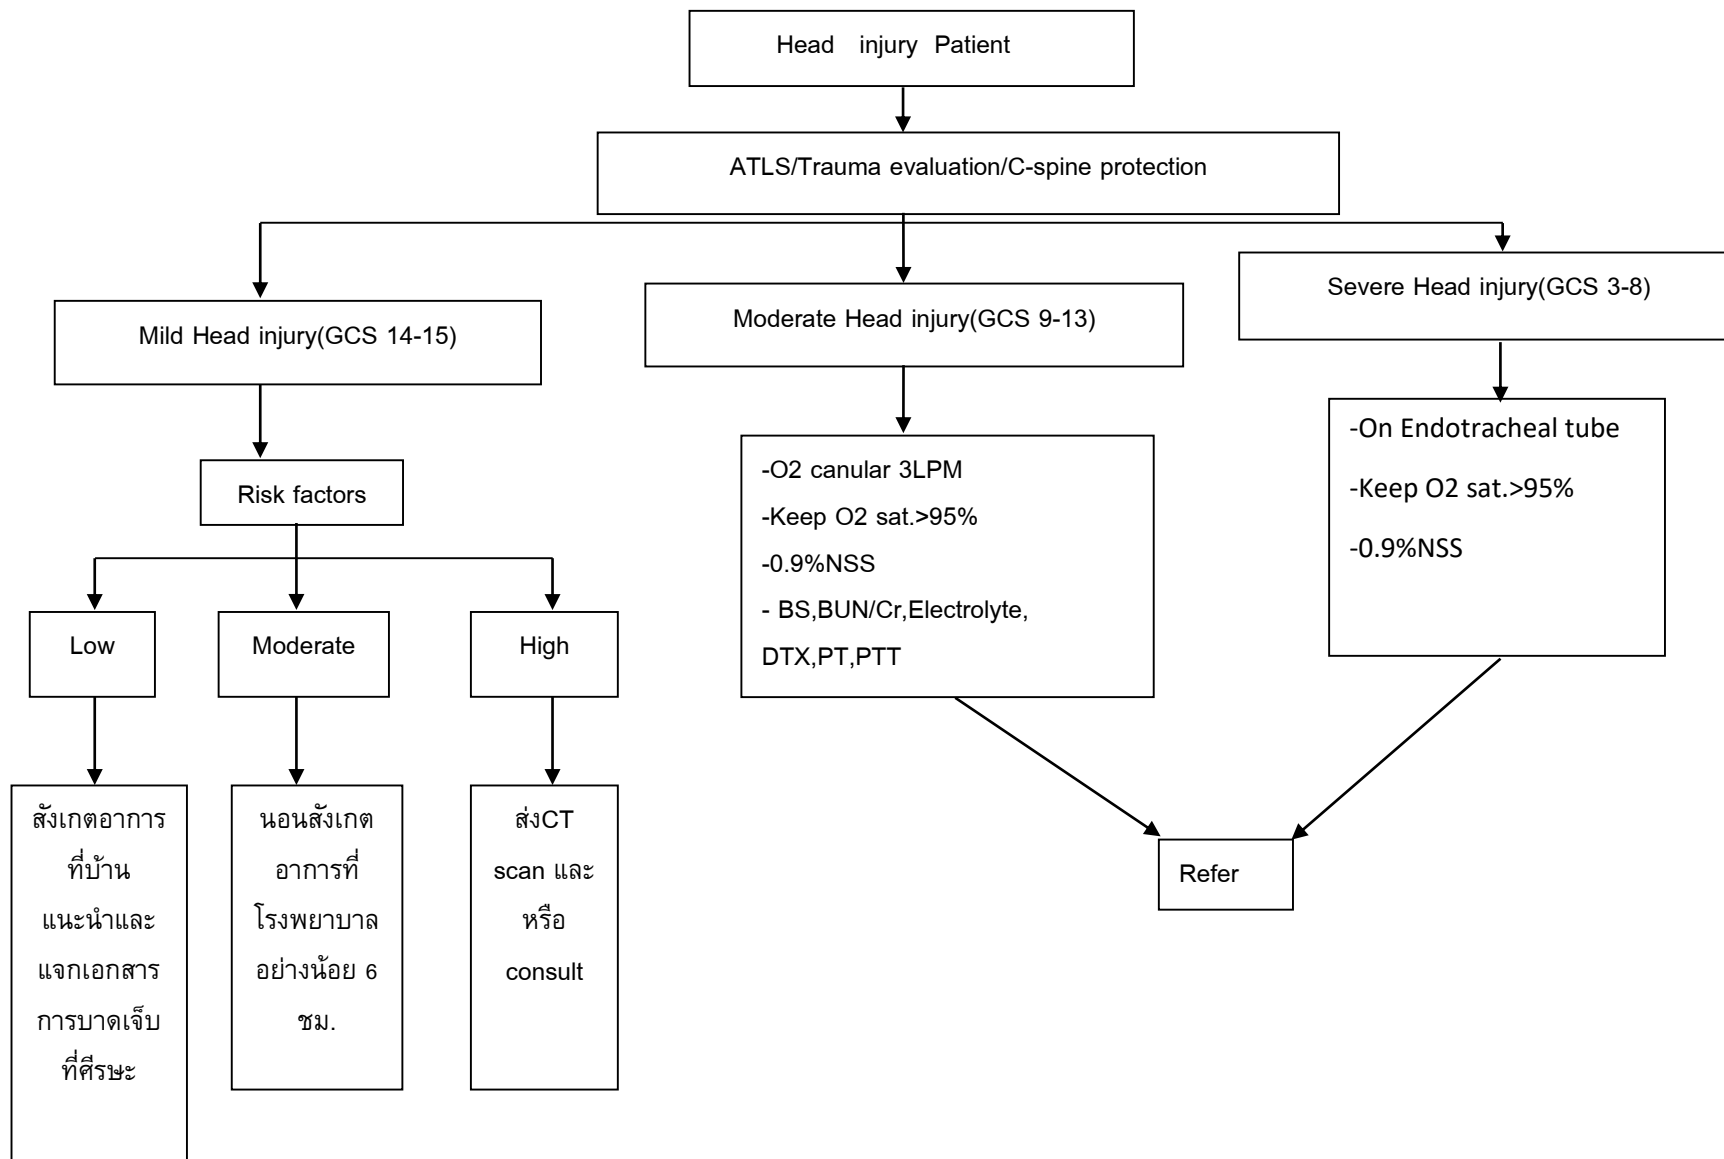 Head injury Patient
ATLS/Trauma evaluation/C-spine protection
Mild Head injury(GCS 14-15)
Moderate Head injury(GCS 9-13)
Severe Head injury(GCS 3-8)
Risk factors
Low
Moderate
High
สังเกตอาการ
ที่บ้าน
แนะนำและ
แจกเอกสาร
การบาดเจ็บ
ที่ศีรษะ
นอนสังเกต
อาการที่
โรงพยาบาล
อย่างน้อย 6
ชม.
ส่งCT
scan และ
หรือ
consult
-O2 canular 3LPM
-Keep O2 sat.>95%
-0.9%NSS
- BS,BUN/Cr,Electrolyte,
DTX,PT,PTT
-On Endotracheal tube
-Keep O2 sat.>95%
-0.9%NSS
Refer